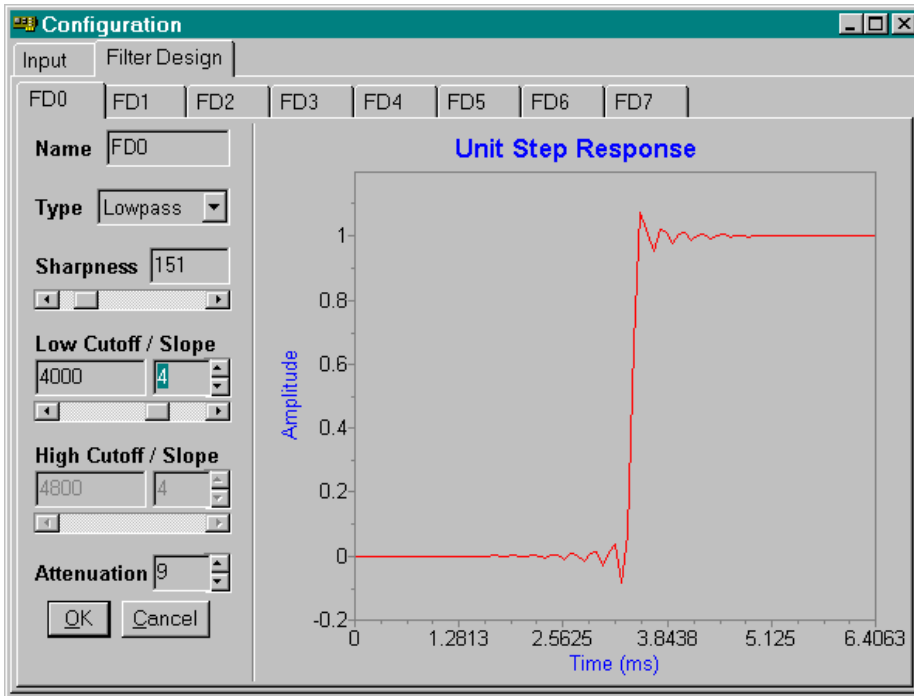 Configuration
Input Filter Design
FD0 FD1 FD2 FD3 FD4 FD5 FD6 FD7
Name FD0
Type Lowpass
Sharpness 151
Low Cutoff / Slope
4000 4
High Cutoff / Slope
4800 4
Attenuation 9
OK Cancel
Unit Step Response
Amplitude
1
0.8
0.6
0.4
0.2
0
-0.2
0 1.2813 2.5625 3.8438 5.125 6.4063
Time (ms)